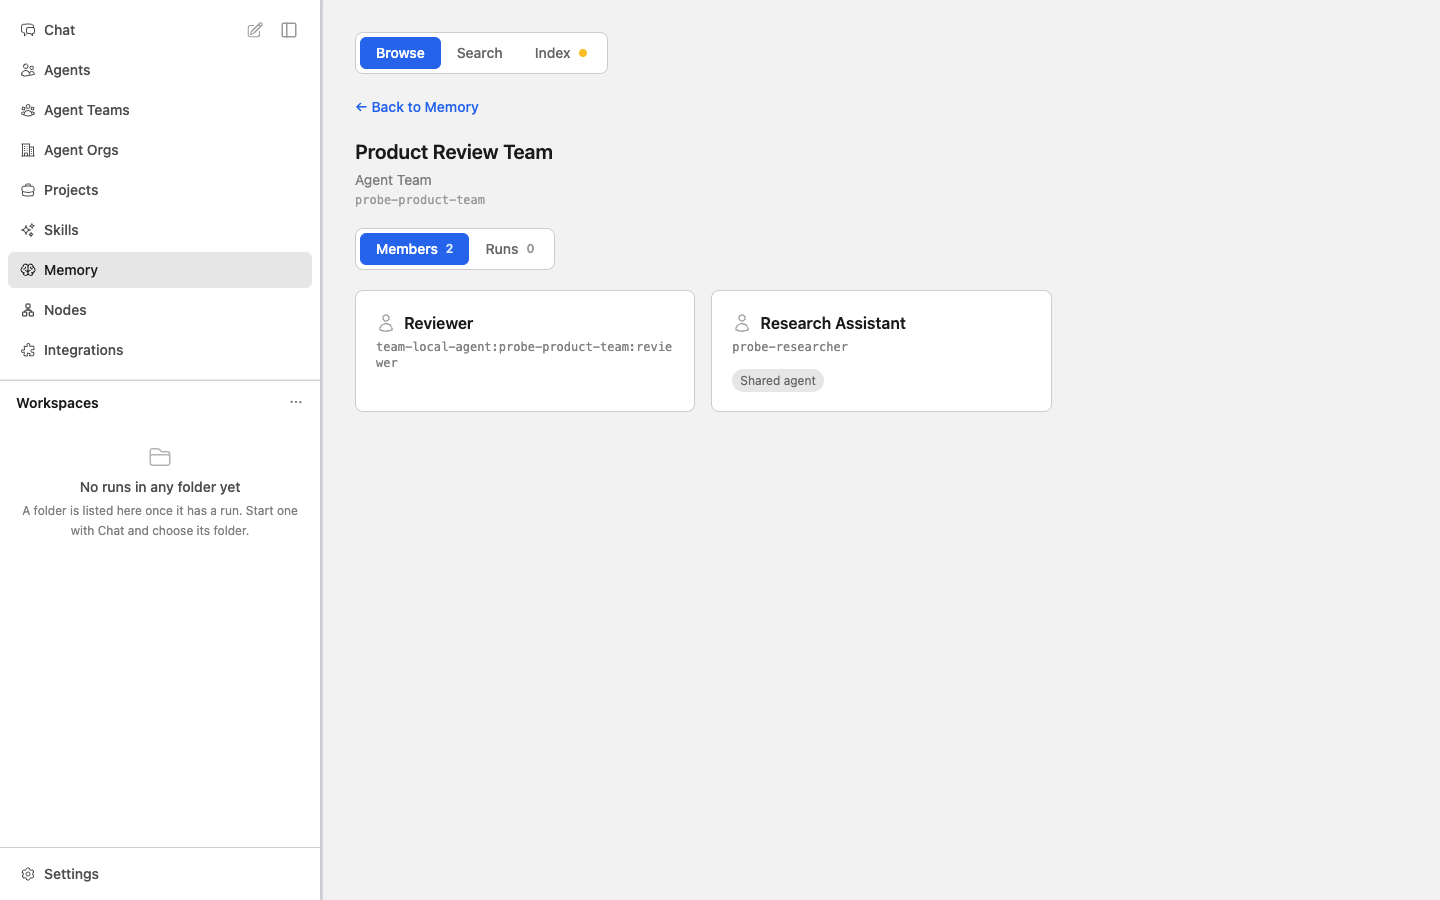 Chat
Agents
Agent Teams
Agent Orgs
Projects
Skills
Memory
Nodes
Integrations
Workspaces
No runs in any folder yet
A folder is listed here once it has a run. Start one
with Chat and choose its folder.
Settings
Browse Search Index
← Back to Memory
Product Review Team
Agent Team
probe-product-team
Members 2 Runs 0
Reviewer
team-local-agent:probe-product-team:revie
wer
Research Assistant
probe-researcher
Shared agent